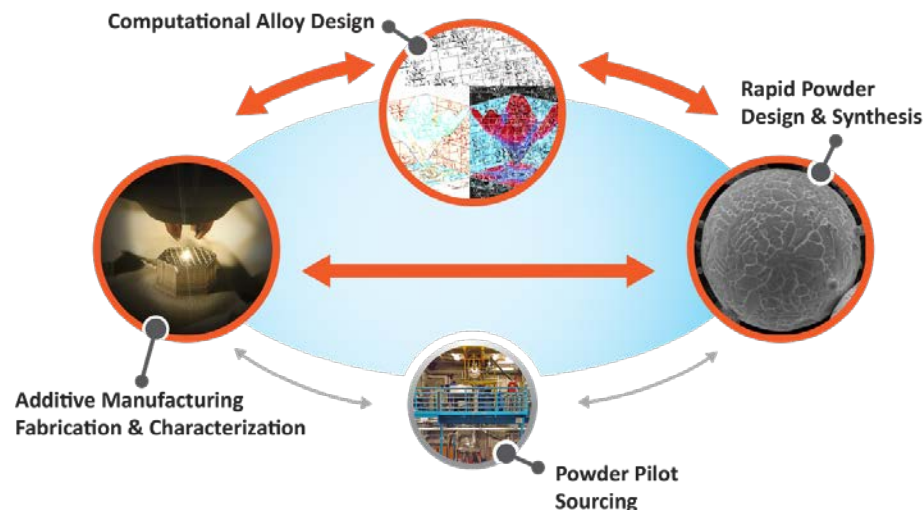 Computational Alloy Design
Rapid Powder
Design & Synthesis
Additive Manufacturing
Fabrication & Characterization
Powder Pilot
Sourcing